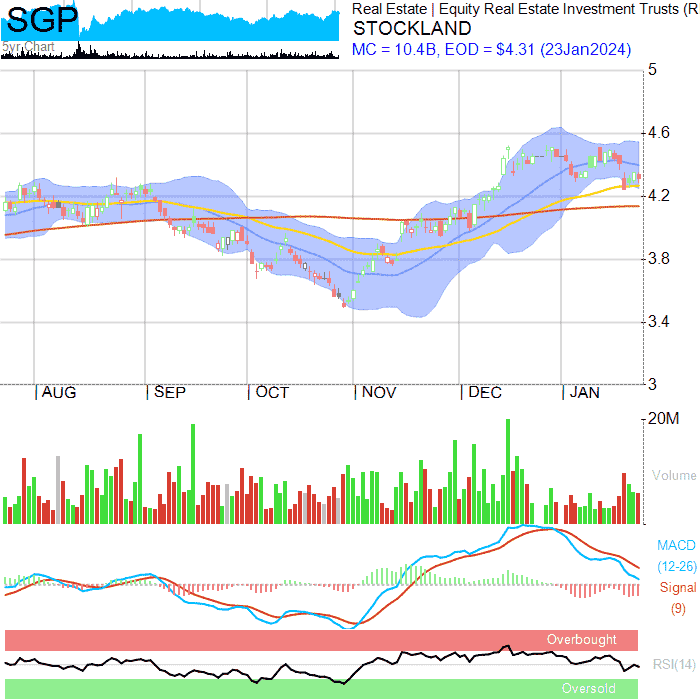 SGP
5yr Chart
Real Estate | Equity Real Estate Investment Trusts (R
STOCKLAND
MC = 10.4B, EOD = $4.31 (23Jan2024)
5
4.6
4.2
3.8
3.4
3
| AUG | SEP | OCT | NOV | DEC | JAN
20M
Volume
MACD
(12-26)
Signal
(9)
Overbought
RSI(14)
Oversold